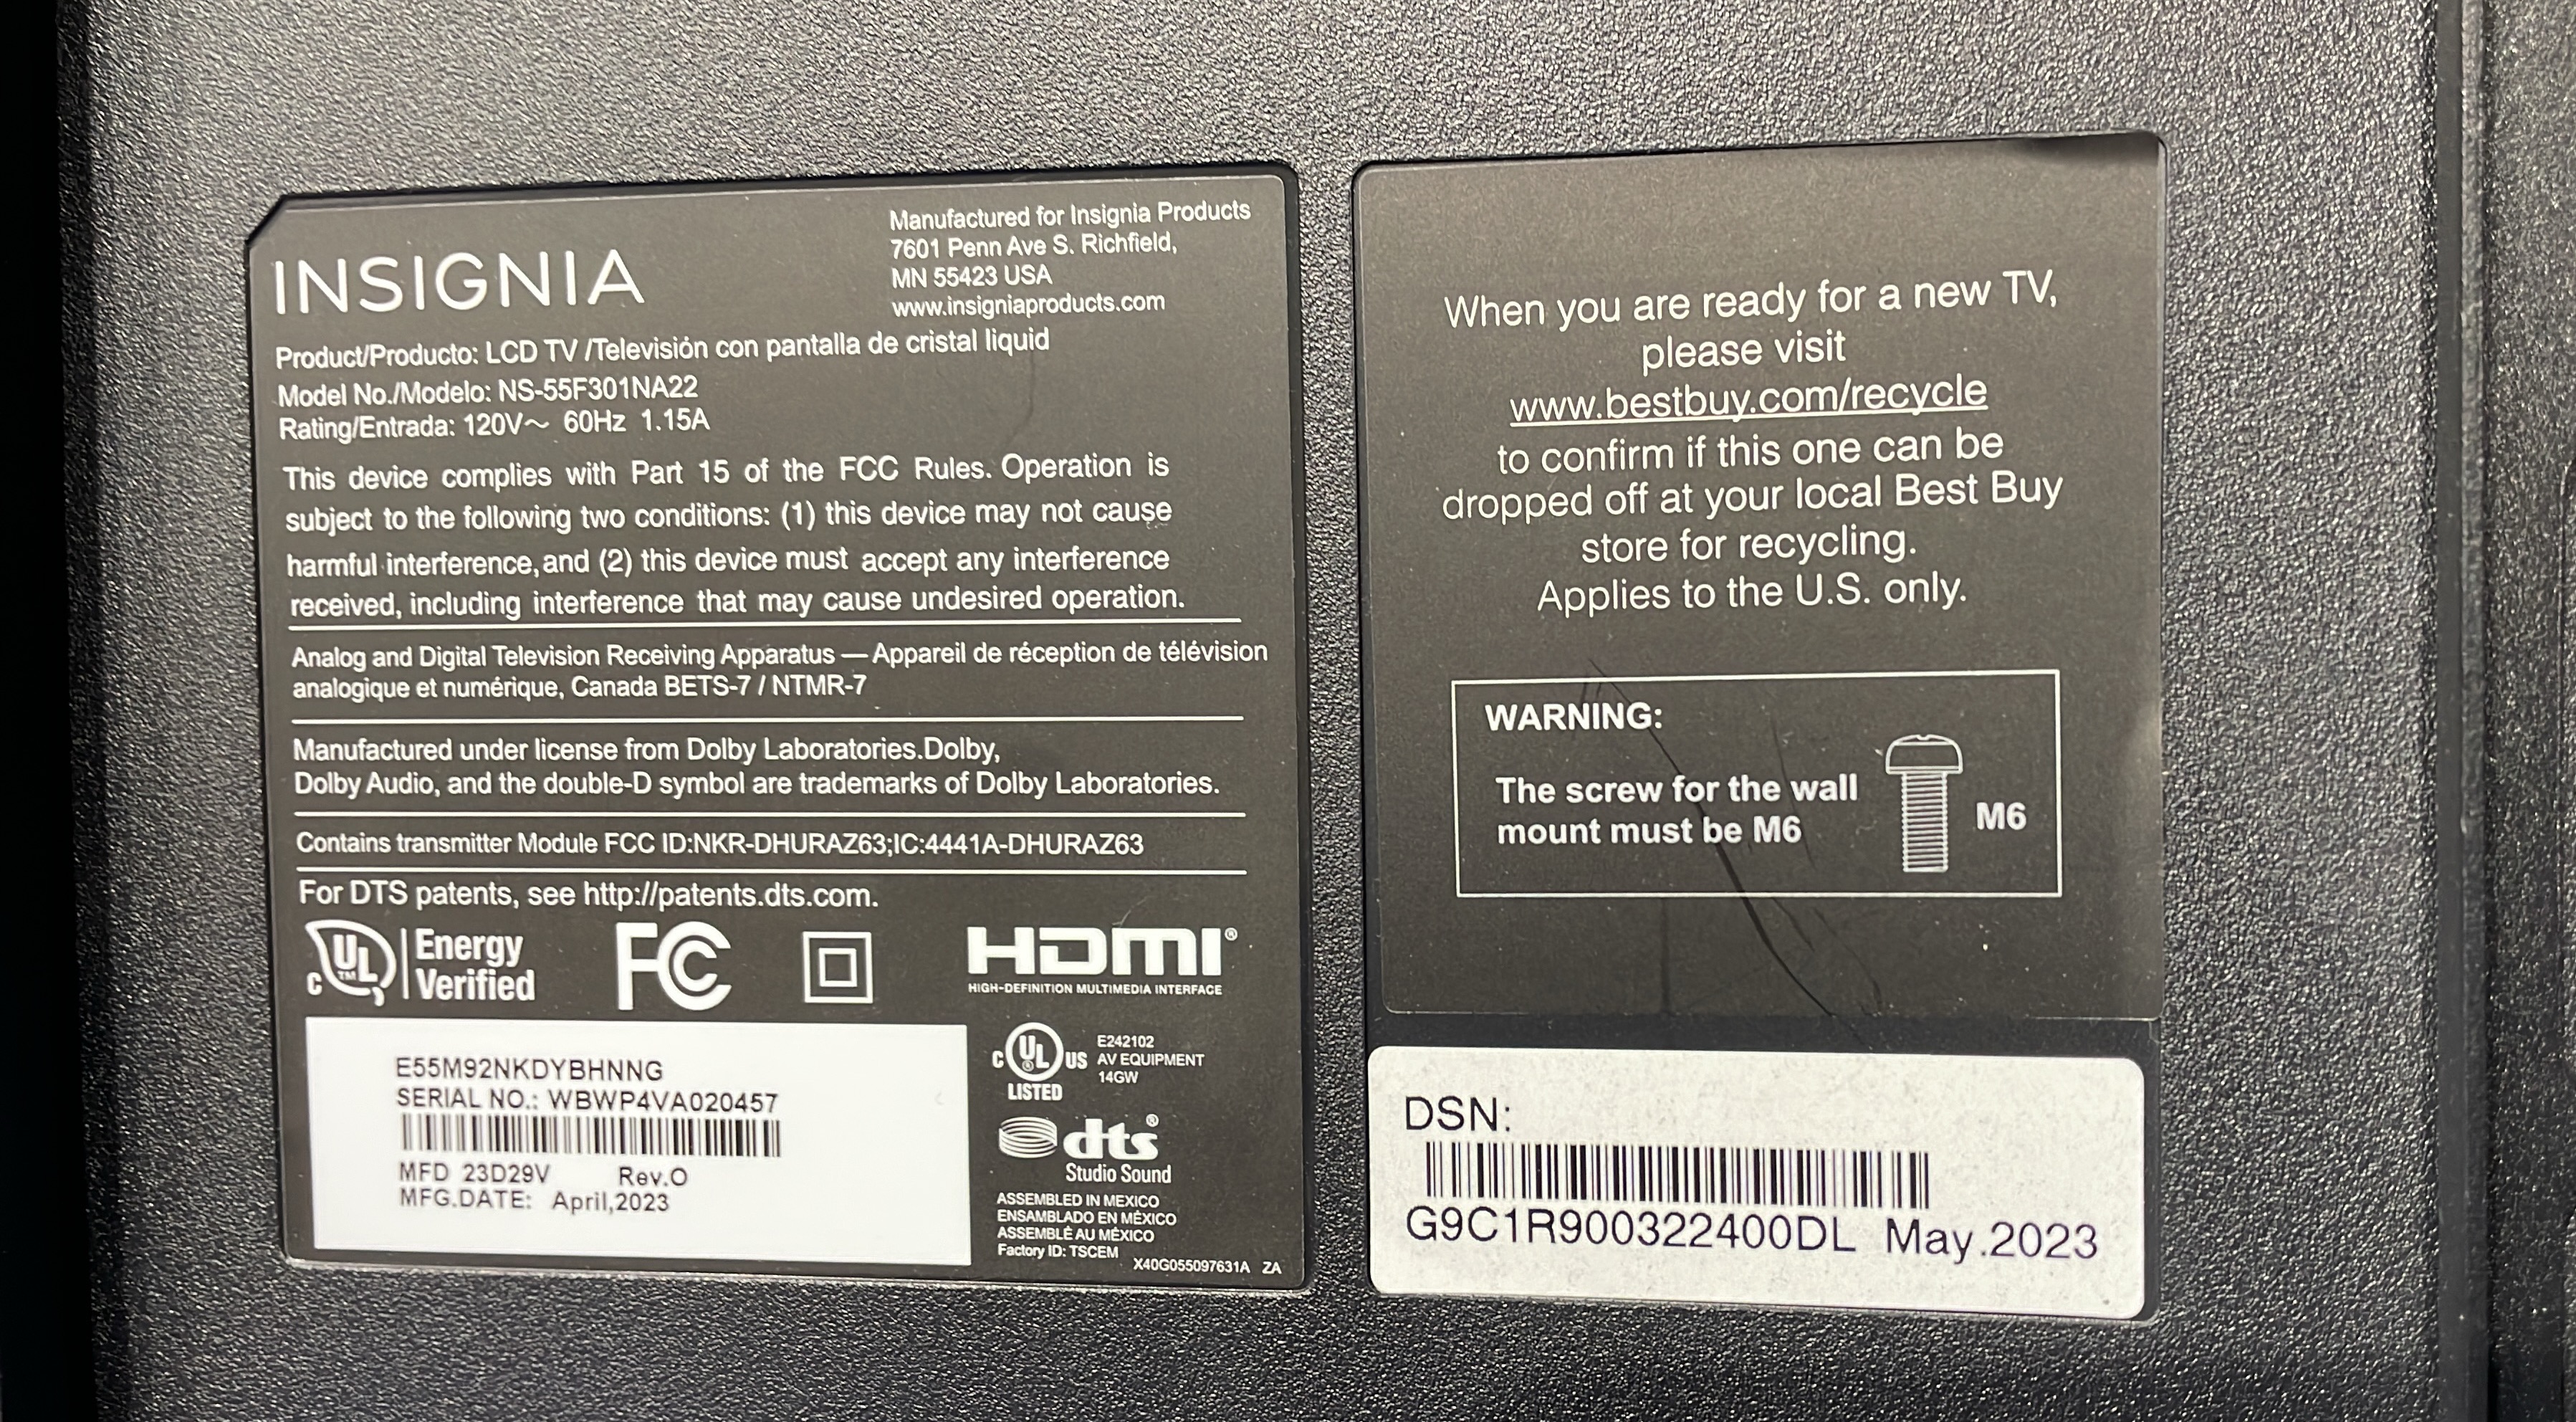 INSIGNIA
Manufactured for Insignia Products
7601 Penn Ave S. Richfield,
MN 55423 USA
www.insigniaproducts.com
Product/Producto: LCD TV /Televisión con pantalla de cristal liquid
Model No./Modelo: NS-55F301NA22
Rating/Entrada: 120V~ 60Hz 1.15A
This device complies with Part 15 of the FCC Rules. Operation is
subject to the following two conditions: (1) this device may not cause
harmful interference, and (2) this device must accept any interference
received, including interference that may cause undesired operation.
Analog and Digital Television Receiving Apparatus — Appareil de réception de télévision
analogique et numérique, Canada BETS-7 / NTMR-7
Manufactured under license from Dolby Laboratories.Dolby,
Dolby Audio, and the double-D symbol are trademarks of Dolby Laboratories.
Contains transmitter Module FCC ID:NKR-DHURAZ63;IC:4441A-DHURAZ63
For DTS patents, see http://patents.dts.com.
C UL™ Energy
Verified
FC
HDMI®
HIGH-DEFINITION MULTIMEDIA INTERFACE
E55M92NKDYBHNNG
SERIAL NO.: WBWP4VA020457
MFD 23D29V Rev.O
MFG.DATE: April,2023
C UL® US
LISTED
E242102
AV EQUIPMENT
14GW
dts®
Studio Sound
ASSEMBLED IN MEXICO
ENSAMBLADO EN MÉXICO
ASSEMBLÉ AU MÉXICO
Factory ID: TSCEM
X40G055097631A ZA
When you are ready for a new TV,
please visit
www.bestbuy.com/recycle
to confirm if this one can be
dropped off at your local Best Buy
store for recycling.
Applies to the U.S. only.
WARNING:
The screw for the wall
mount must be M6
M6
DSN:
G9C1R900322400DL May.2023